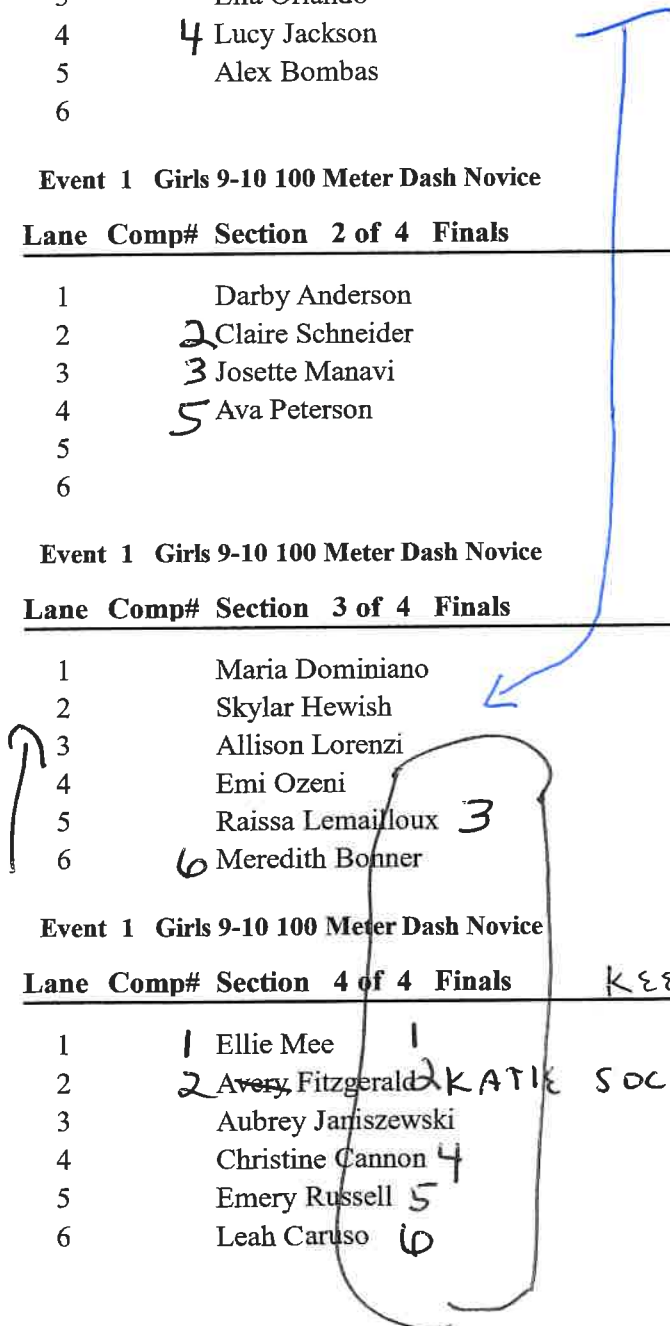 3 Ella Orlando
4 4 Lucy Jackson
5 Alex Bombas
6
Event 1 Girls 9-10 100 Meter Dash Novice
Lane Comp# Section 2 of 4 Finals
1 Darby Anderson
2 2 Claire Schneider
3 3 Josette Manavi
4 5 Ava Peterson
5
6
Event 1 Girls 9-10 100 Meter Dash Novice
Lane Comp# Section 3 of 4 Finals
1 Maria Dominiano
2 Skylar Hewish
3 Allison Lorenzi
4 Emi Ozeni
5 Raissa Lemailloux 3
6 6 Meredith Bohner
Event 1 Girls 9-10 100 Meter Dash Novice
Lane Comp# Section 4 of 4 Finals
1 1 Ellie Mee 1
2 2 Avery Fitzgerald 2 KATIE SOC
3 Aubrey Janiszewski
4 Christine Cannon 4
5 Emery Russell 5
6 Leah Caruso 6